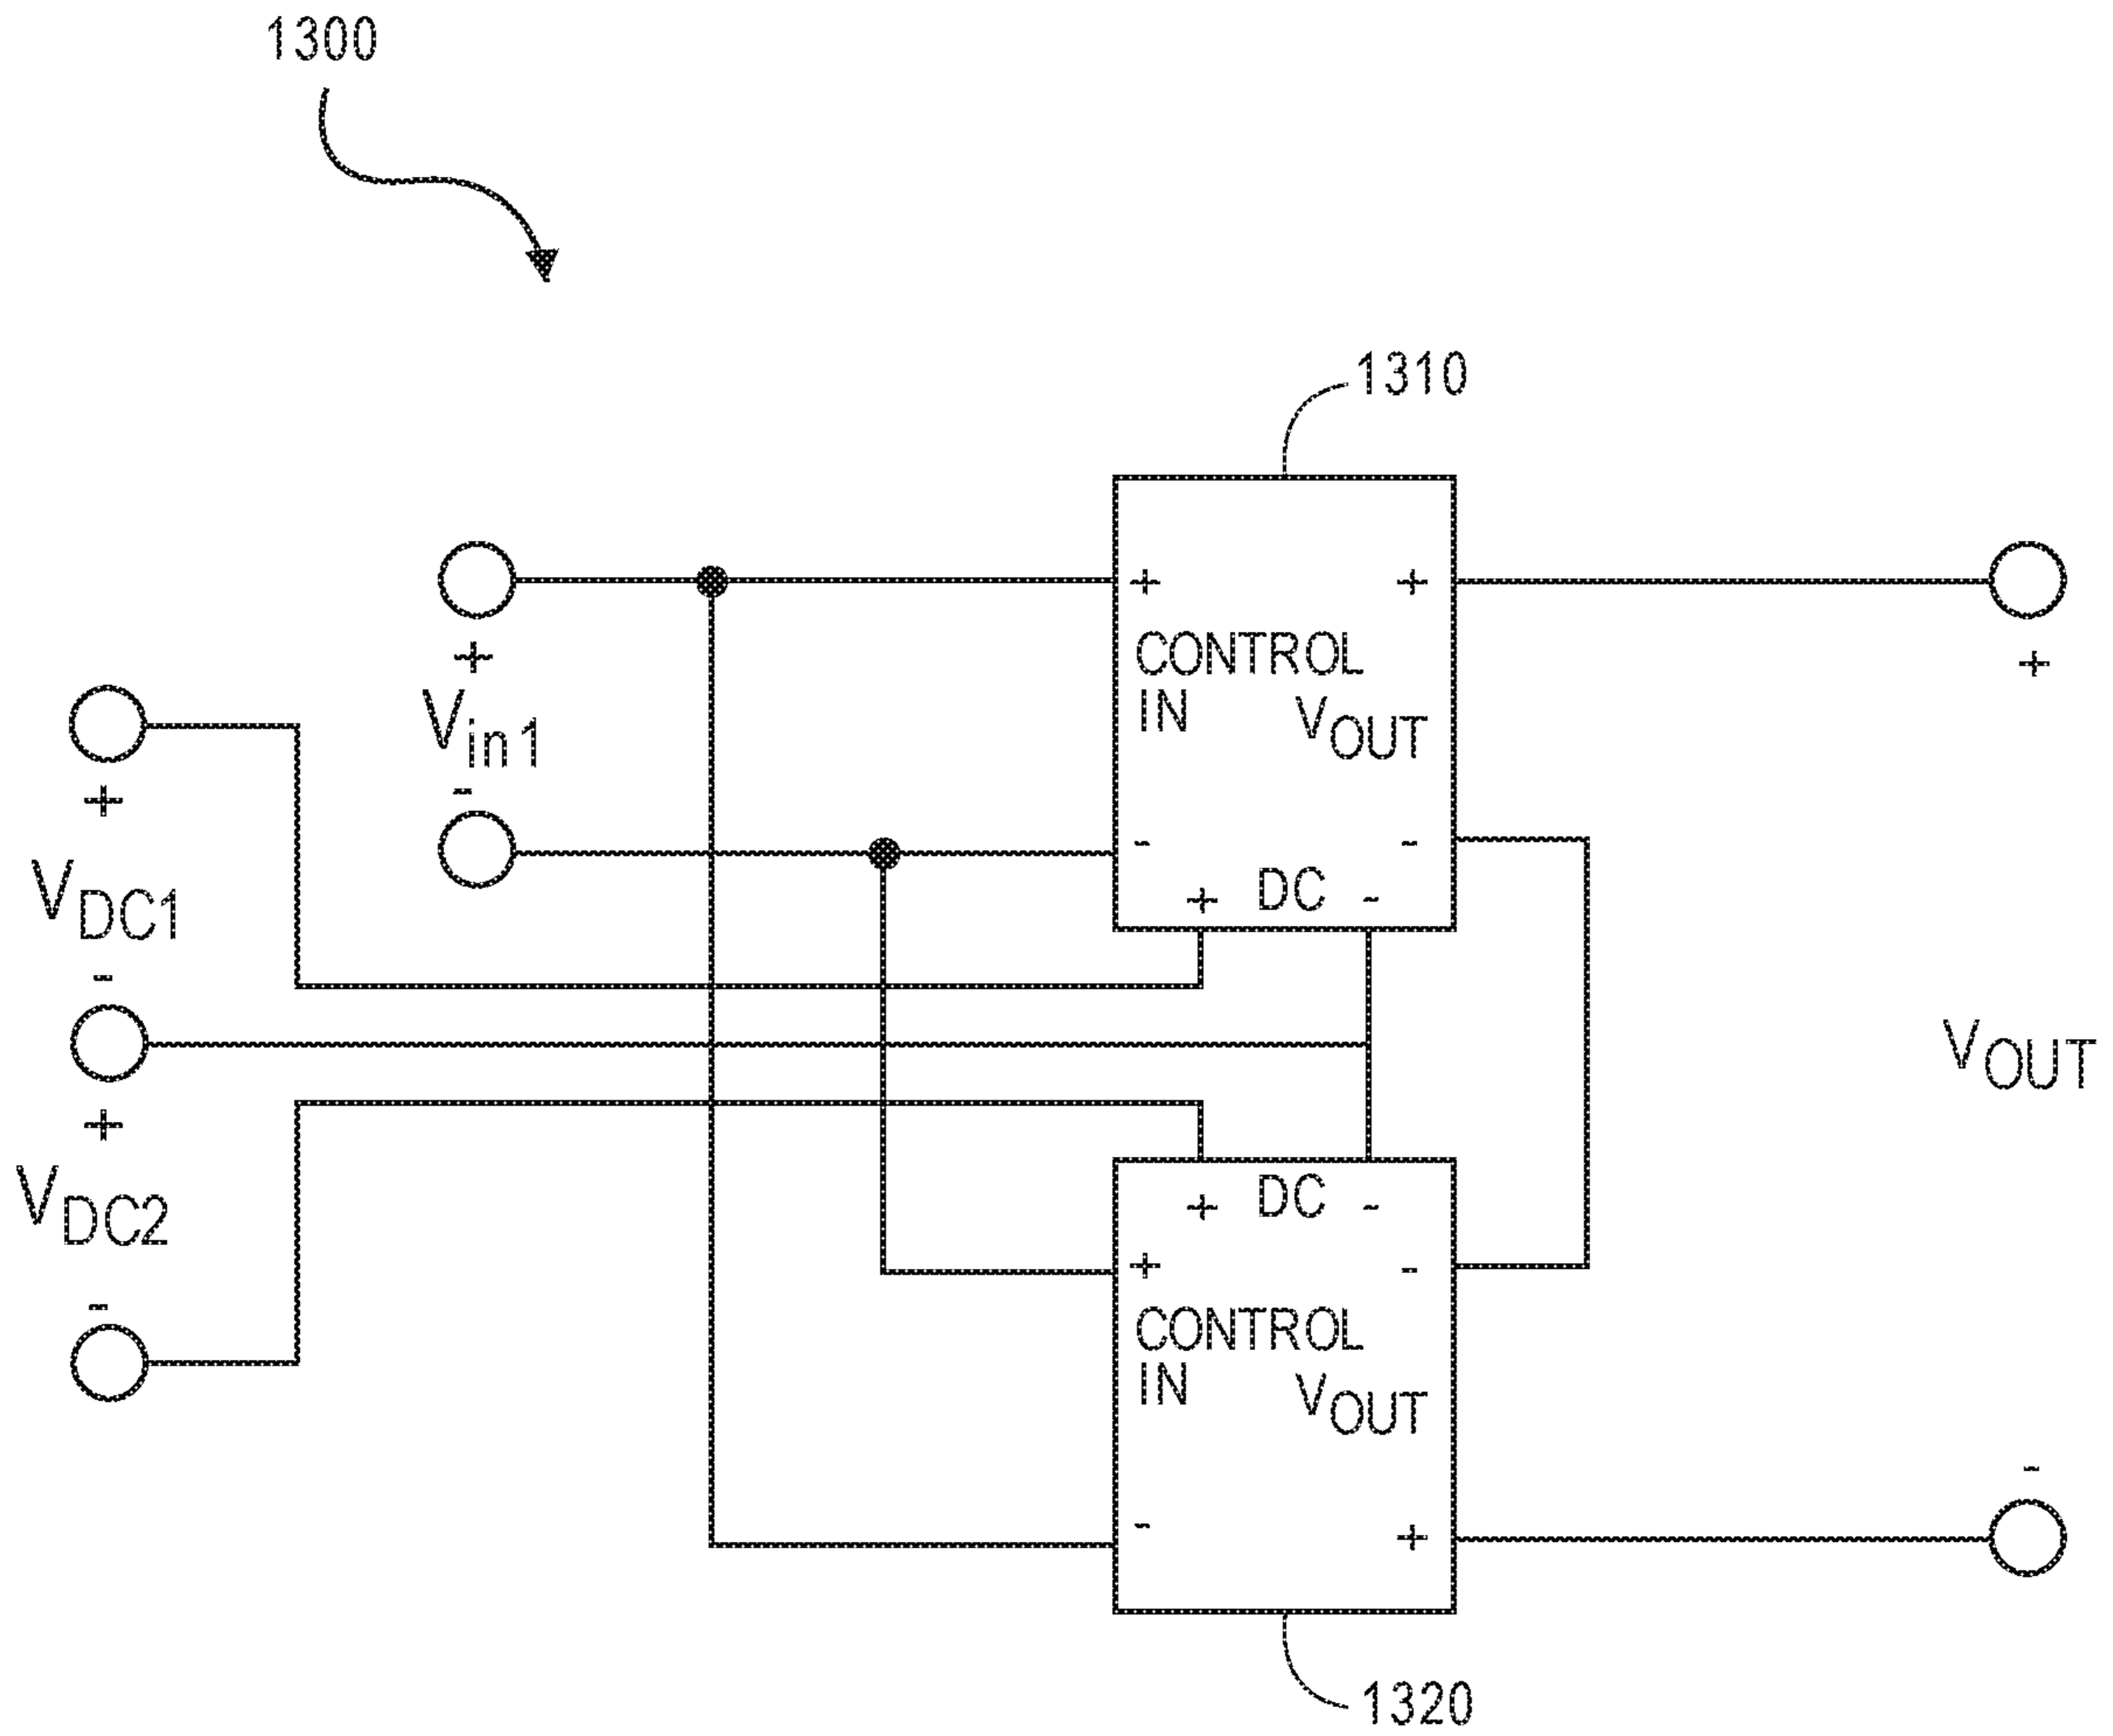 1300
1310
+ +
+ CONTROL +
Vin1 IN VOUT
+ - - -
VDC1 + DC -
-
VOUT
+
VDC2 + DC -
+ -
- CONTROL
IN VOUT
-
- +
1320